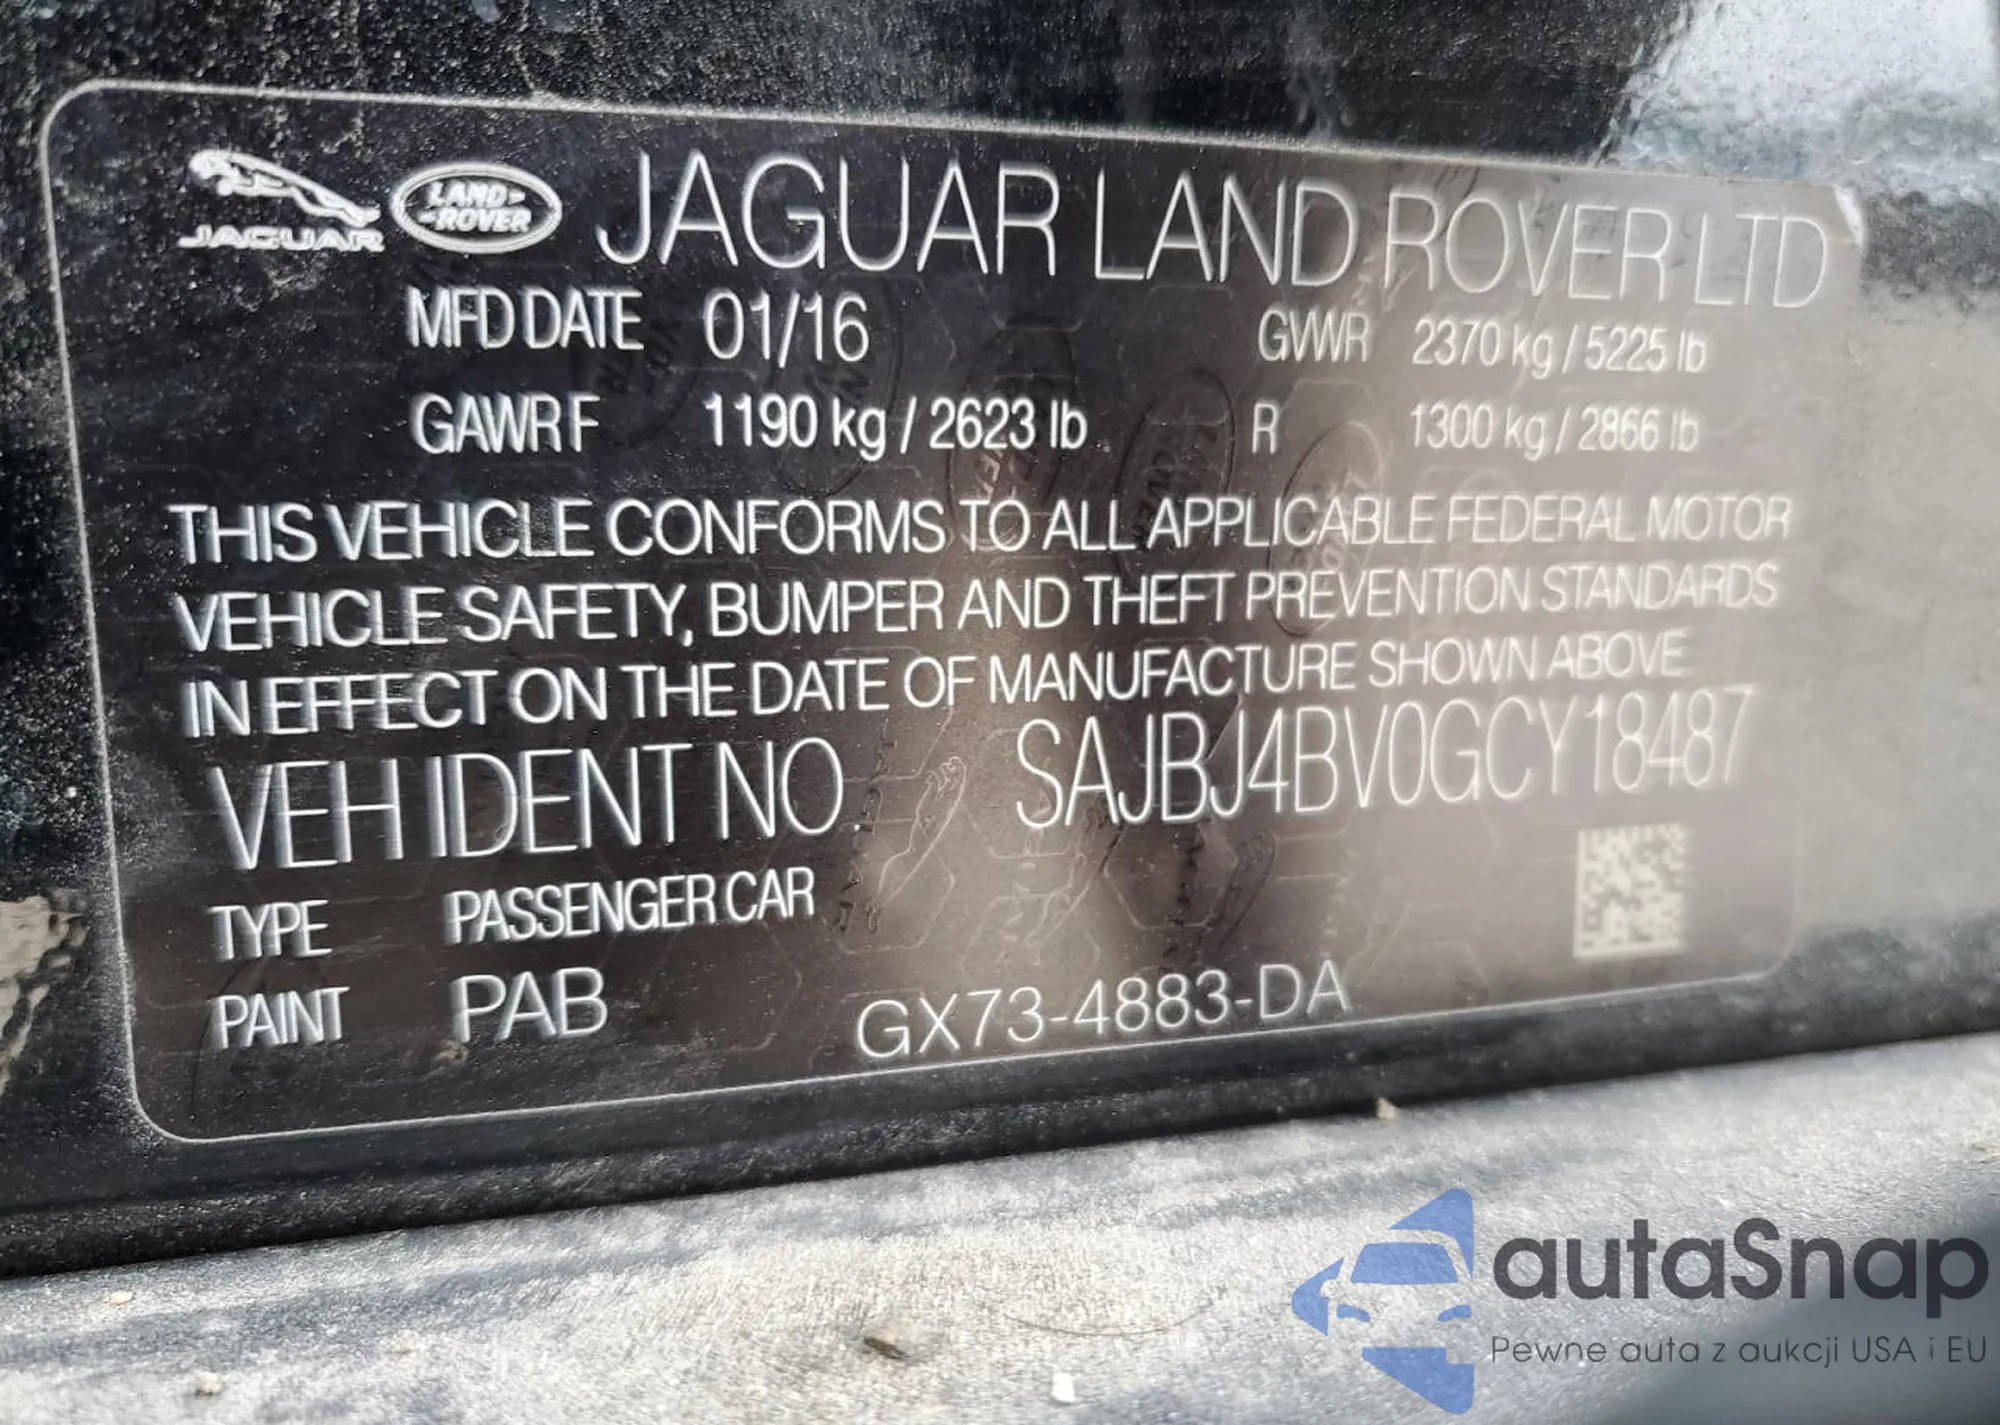 JAGUAR LAND ROVER JAGUAR LAND ROVER LTD
MFD DATE 01/16 GVWR 2370 kg / 5225 lb
GAWR F 1190 kg / 2623 lb R 1300 kg / 2866 lb
THIS VEHICLE CONFORMS TO ALL APPLICABLE FEDERAL MOTOR
VEHICLE SAFETY, BUMPER AND THEFT PREVENTION STANDARDS
IN EFFECT ON THE DATE OF MANUFACTURE SHOWN ABOVE
VEH IDENT NO. SAJBJ4BV0GCY18487
TYPE PASSENGER CAR
PAINT PAB GX73-4883-DA
autaSnap
Pewne auta z aukcji USA i EU